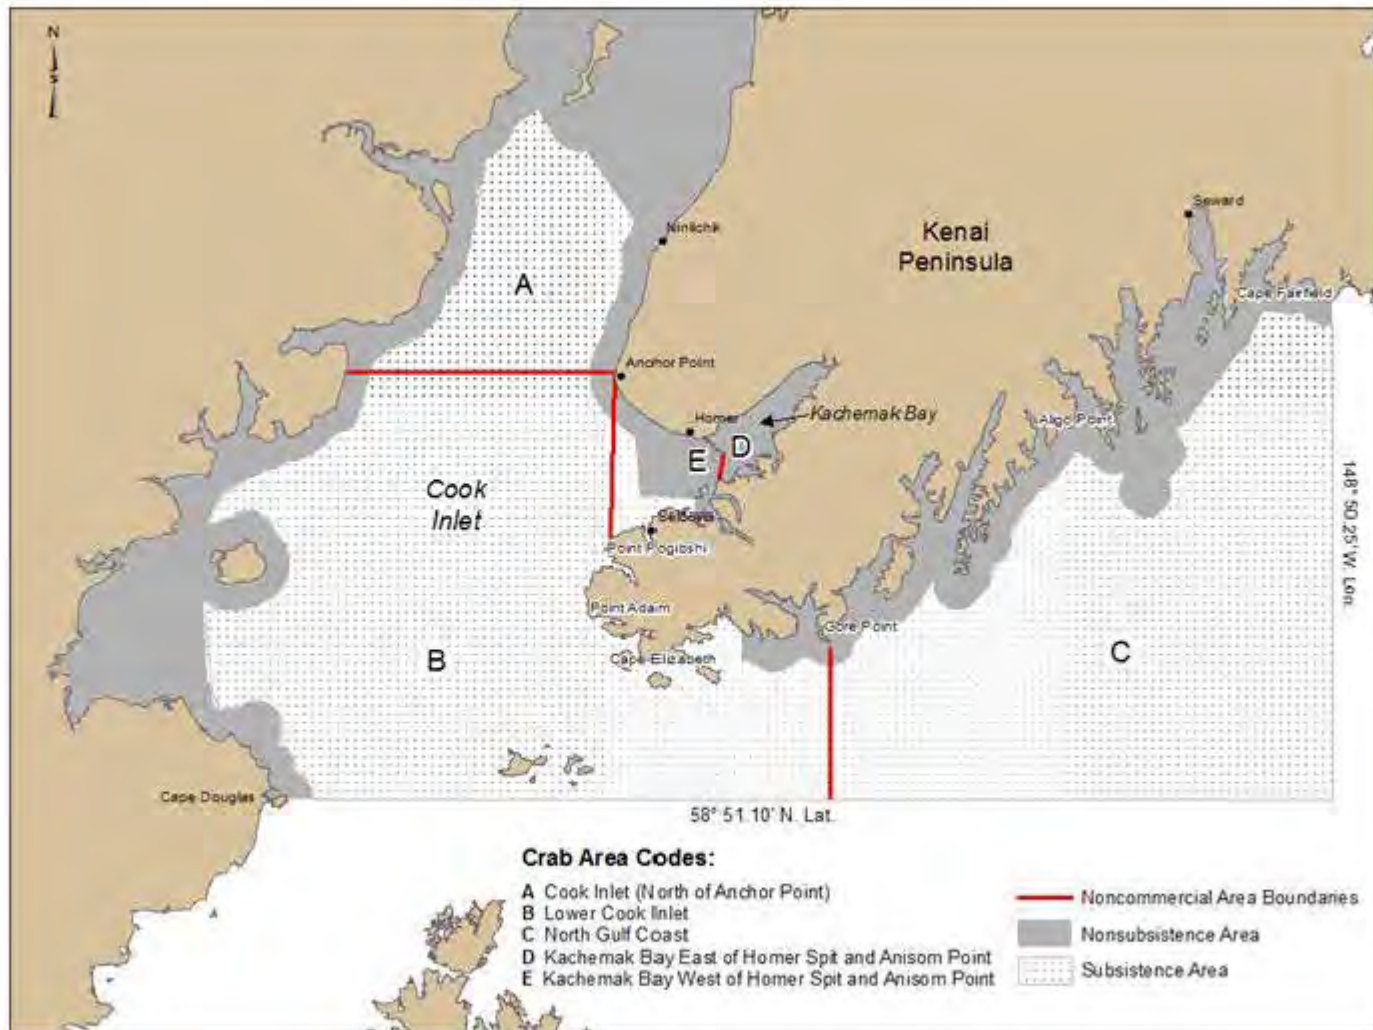 N
S
Ninilchik
Seward
Kenai
Peninsula
Cape Fairfield
A
Anchor Point
Homer
Kachemak Bay
Aligo Point
E
D
Cook
Inlet
Seldovia
Point Pogibshi
148° 50.25' W. Lon.
Point Adam
Gore Point
B
Cape Elizabeth
C
Cape Douglas
58° 51.10' N. Lat.
Crab Area Codes:
A Cook Inlet (North of Anchor Point)
B Lower Cook Inlet
C North Gulf Coast
D Kachemak Bay East of Homer Spit and Anisom Point
E Kachemak Bay West of Homer Spit and Anisom Point
Noncommercial Area Boundaries
Nonsubsistence Area
Subsistence Area